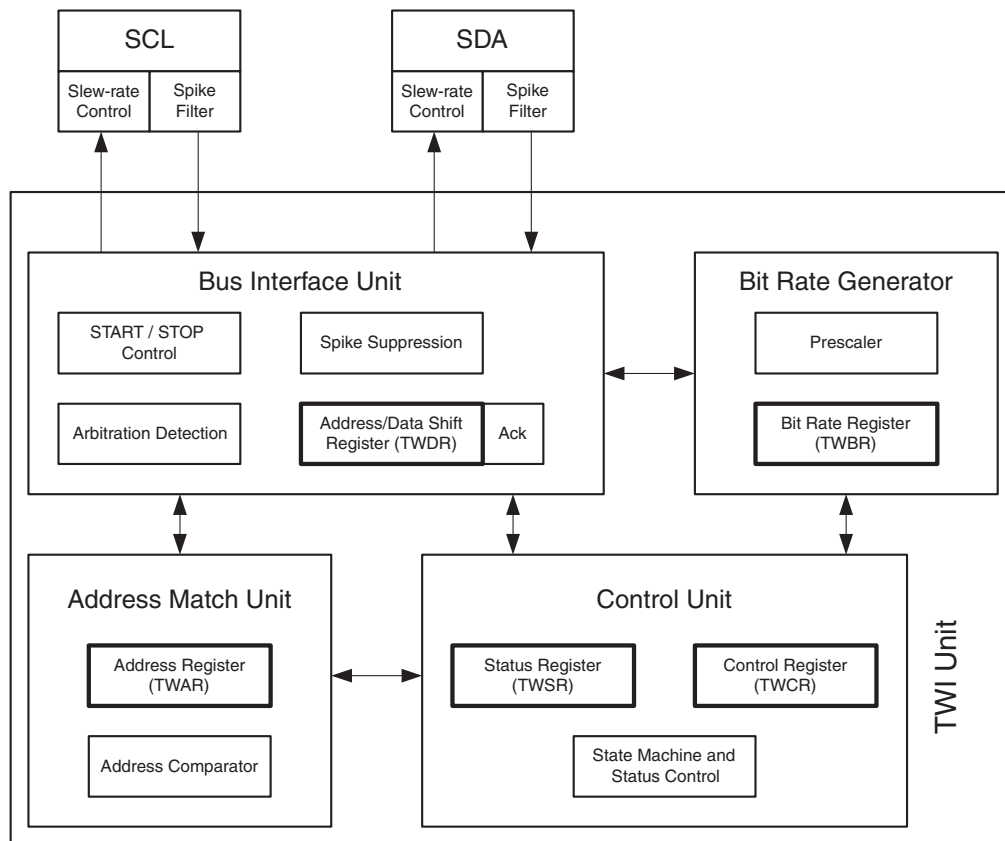 SCL
Slew-rate
Control
Spike
Filter
SDA
Slew-rate
Control
Spike
Filter
Bus Interface Unit
START / STOP
Control
Spike Suppression
Arbitration Detection
Address/Data Shift
Register (TWDR)
Ack
Bit Rate Generator
Prescaler
Bit Rate Register
(TWBR)
Address Match Unit
Address Register
(TWAR)
Address Comparator
Control Unit
Status Register
(TWSR)
Control Register
(TWCR)
State Machine and
Status Control
TWI Unit